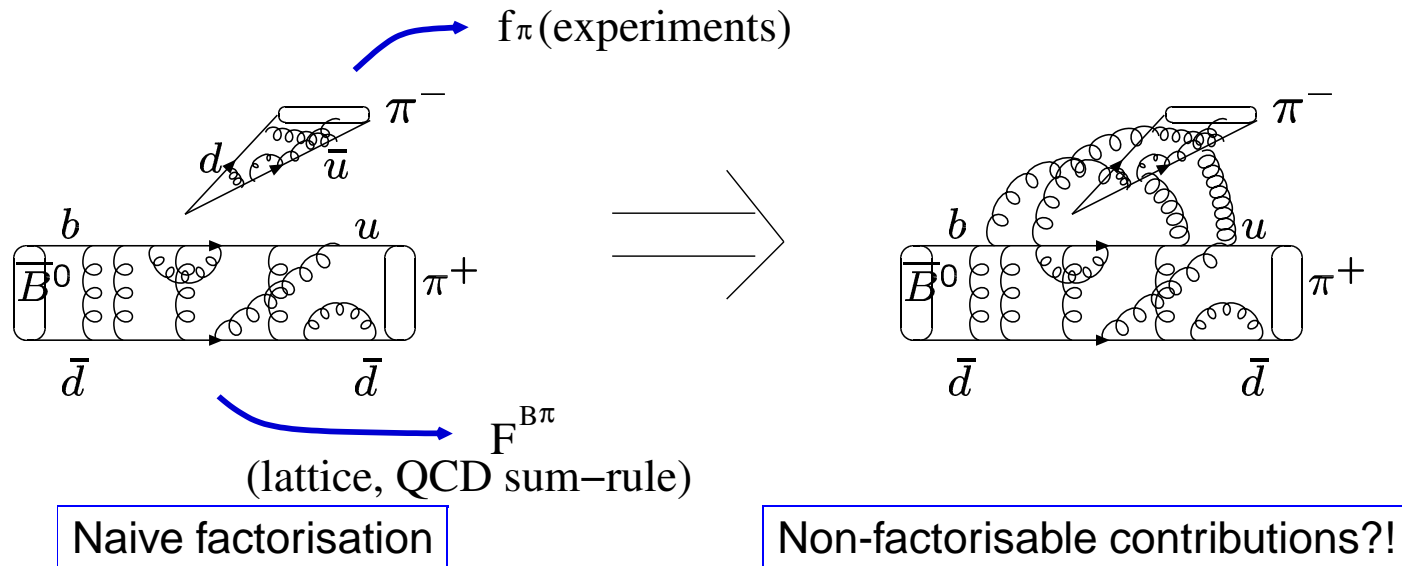 fπ(experiments)
π⁻
d
ū
b
u
B̅⁰
π⁺
d̅
d̅
F^Bπ
(lattice, QCD sum−rule)
Naive factorisation
π⁻
b
u
B̅⁰
π⁺
d̅
d̅
Non-factorisable contributions?!